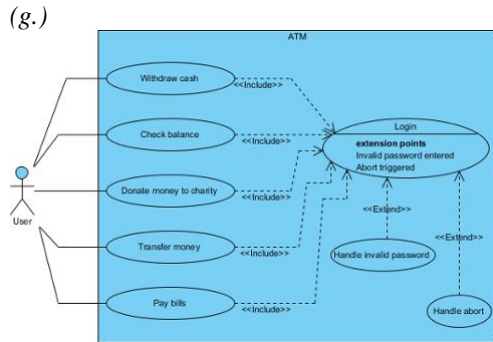 (g.)
ATM
Withdraw cash
<<Include>>
Login
extension points
Invalid password entered
Abort triggered
Check balance
<<Include>>
Donate money to charity
<<Include>>
User
<<Extend>>
<<Extend>>
Transfer money
<<Include>>
Handle invalid password
Pay bills
<<Include>>
Handle abort